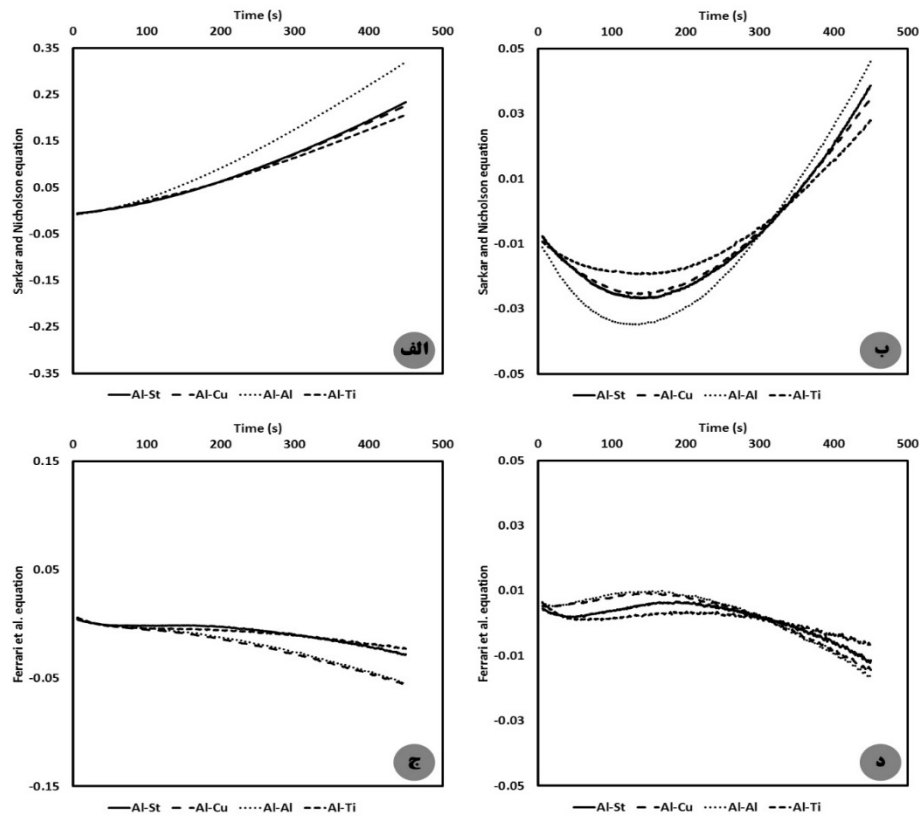 Time (s)
0 100 200 300 400 500
0.35
0.25
0.15
0.05
-0.05
-0.15
-0.25
-0.35
Sarkar and Nicholson equation
الف
Al-St Al-Cu Al-Al Al-Ti
Time (s)
0 100 200 300 400 500
0.05
0.03
0.01
-0.01
-0.03
-0.05
Sarkar and Nicholson equation
ب
Al-St Al-Cu Al-Al Al-Ti
Time (s)
0 100 200 300 400 500
0.15
0.05
-0.05
-0.15
Ferrari et al. equation
ج
Al-St Al-Cu Al-Al Al-Ti
Time (s)
0 100 200 300 400 500
0.05
0.03
0.01
-0.01
-0.03
-0.05
Ferrari et al. equation
د
Al-St Al-Cu Al-Al Al-Ti